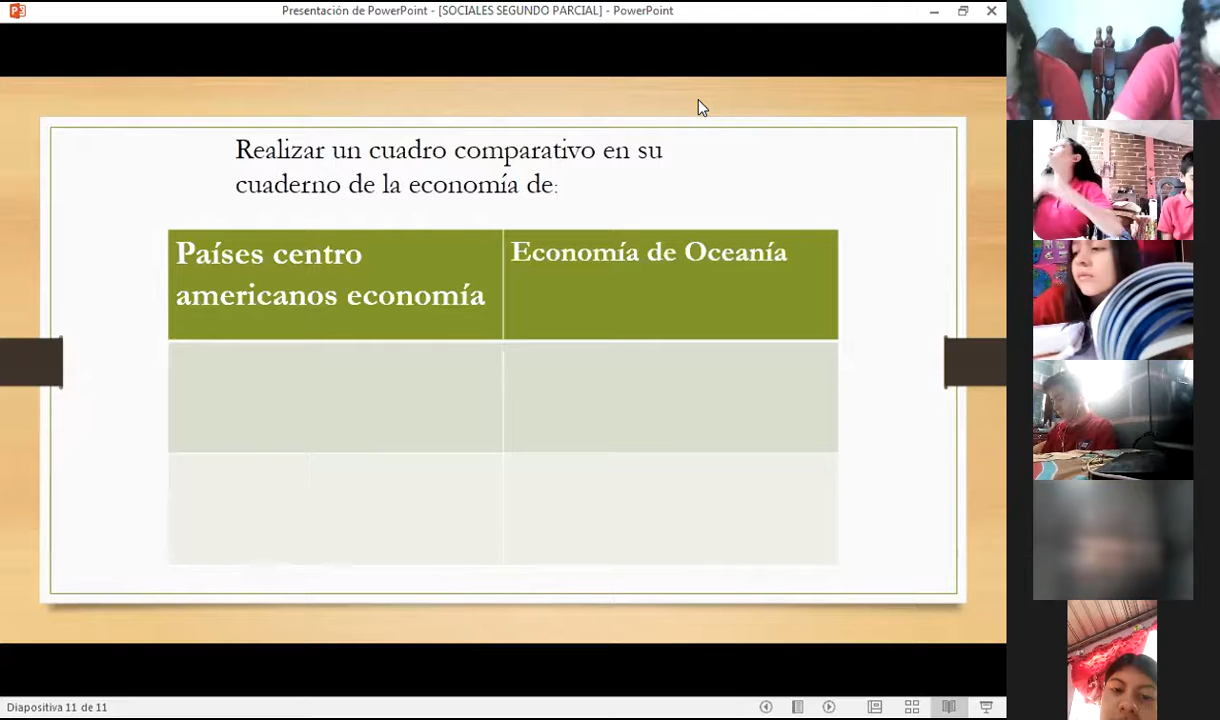 Presentación de PowerPoint - [SOCIALES SEGUNDO PARCIAL] - PowerPoint
Realizar un cuadro comparativo en su
cuaderno de la economía de:
Países centro
americanos economía
Economía de Oceanía
Diapositiva 11 de 11